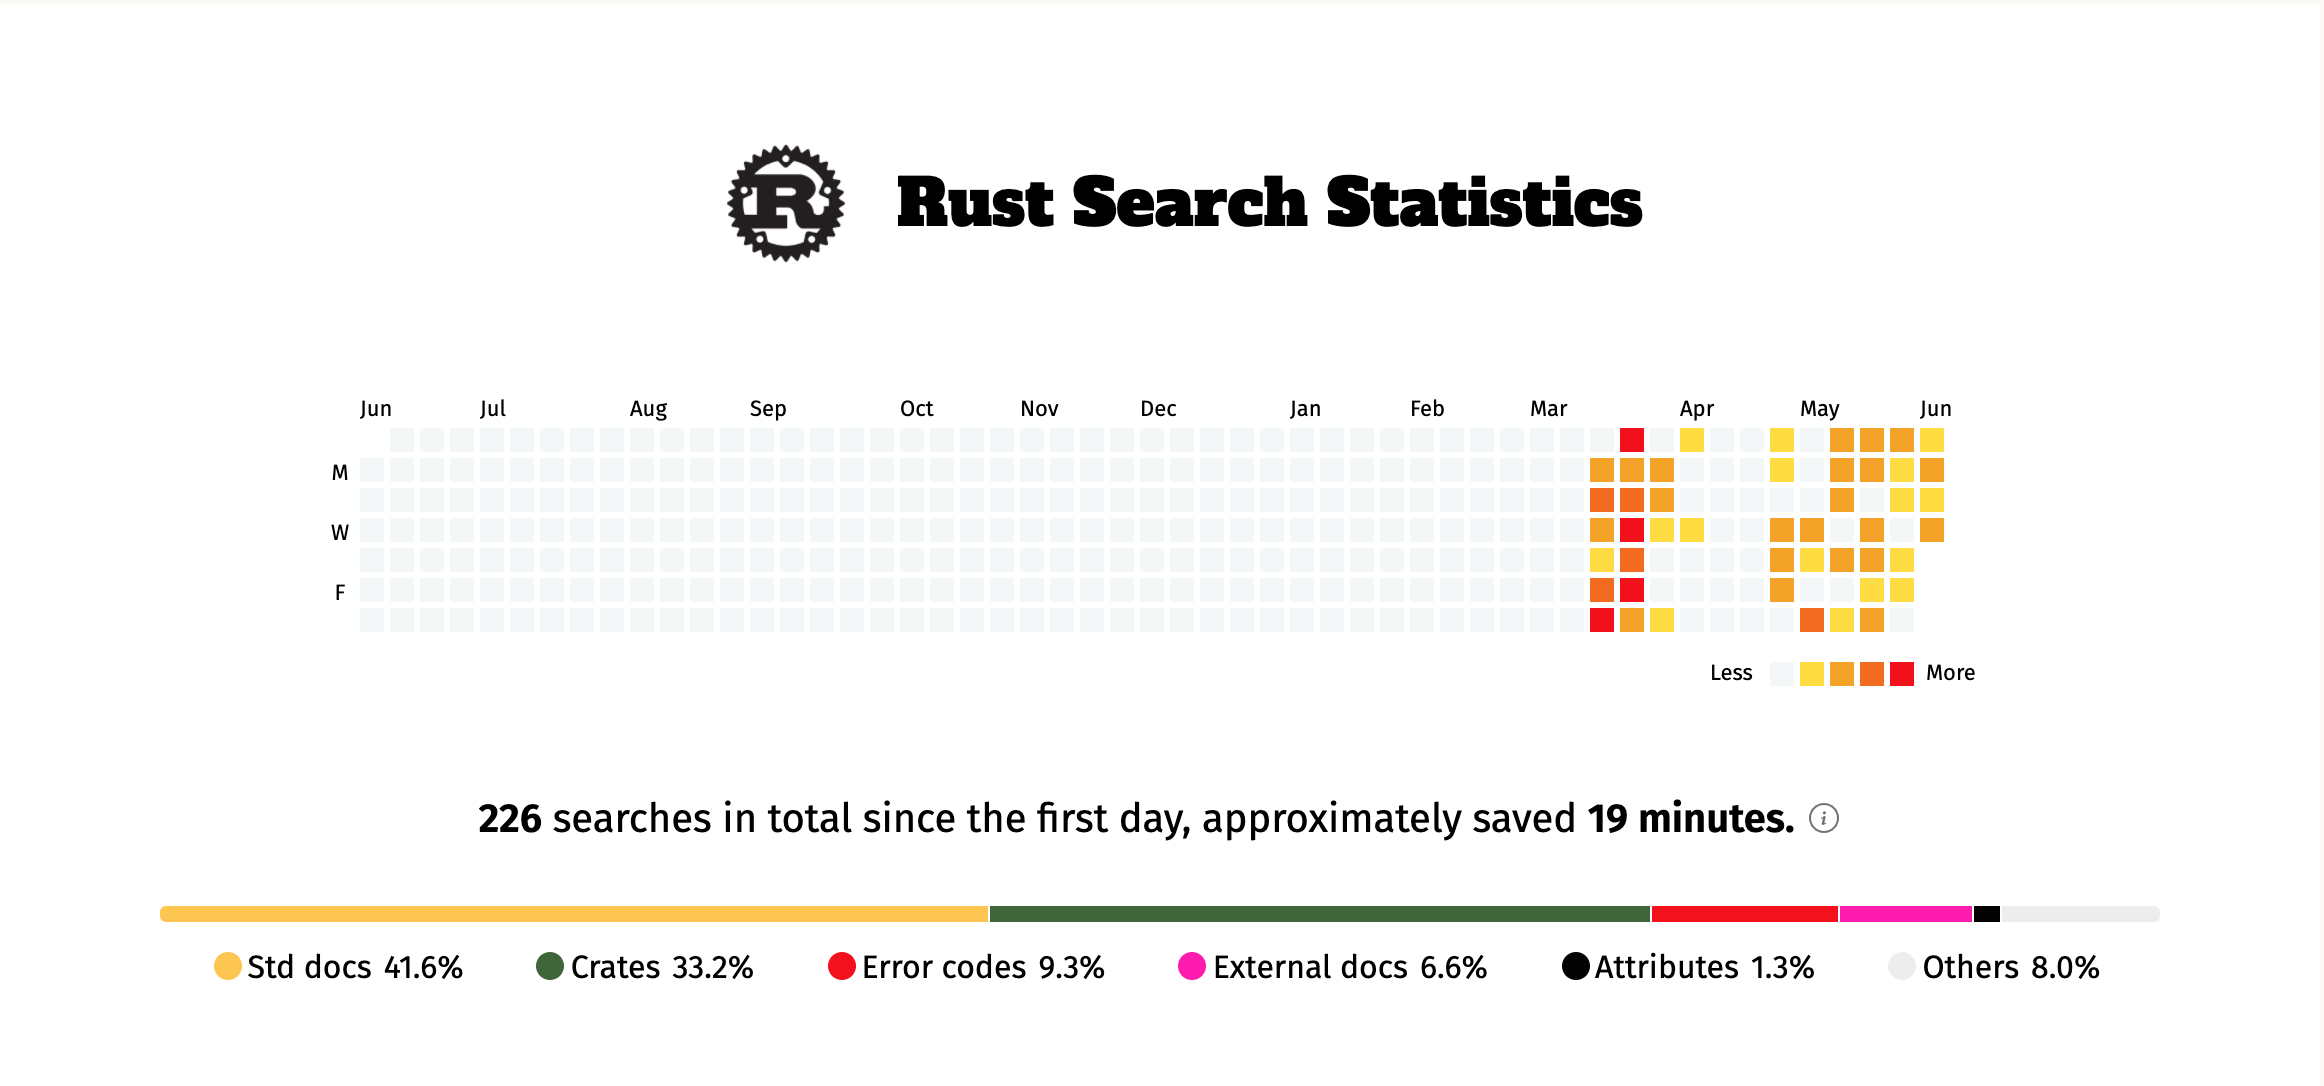 R
Rust Search Statistics
Jun Jul Aug Sep Oct Nov Dec Jan Feb Mar Apr May Jun
M
W
F
Less More
226 searches in total since the first day, approximately saved 19 minutes. i
Std docs 41.6% Crates 33.2% Error codes 9.3% External docs 6.6% Attributes 1.3% Others 8.0%